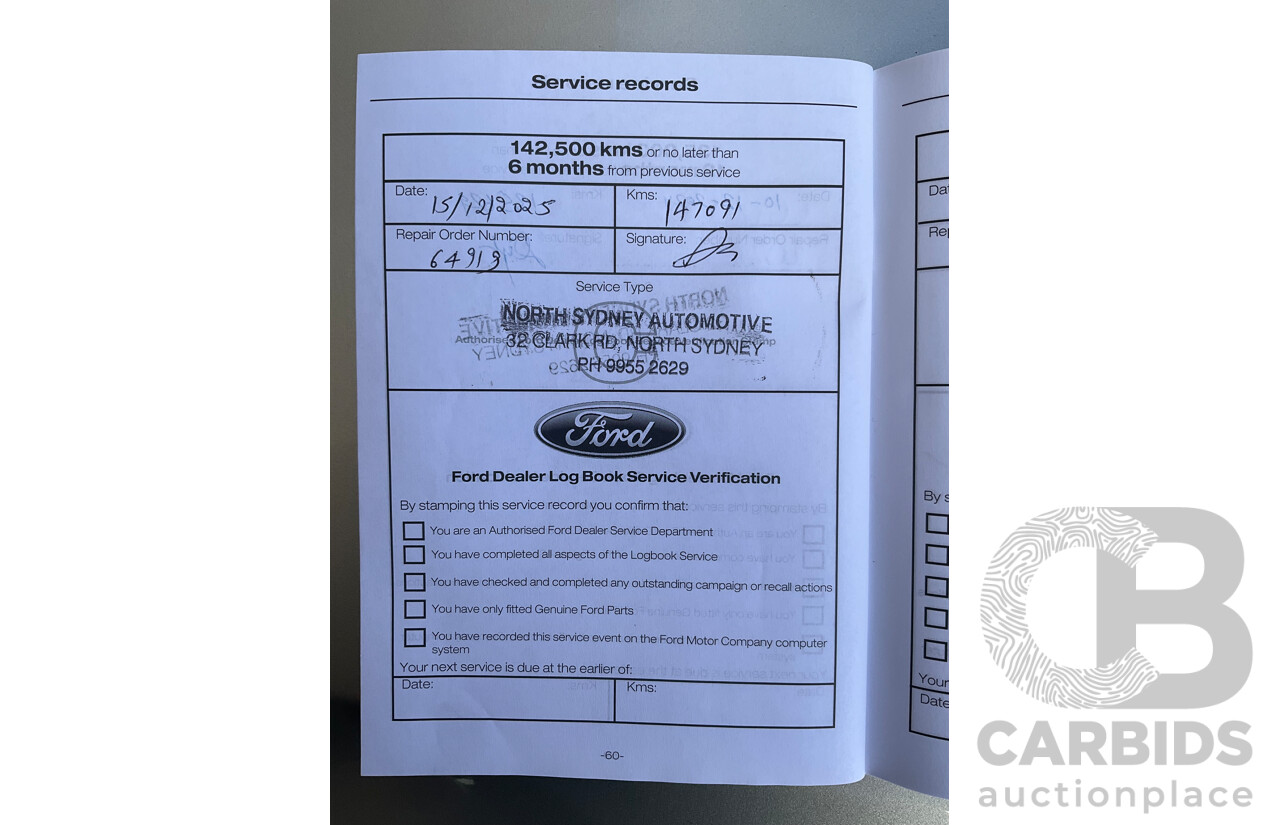 Service records
142,500 kms or no later than
6 months from previous service
Date: 15/12/2025
Kms: 147091
Repair Order Number: 64913
Signature:
Service Type
NORTH SYDNEY AUTOMOTIVE
32 CLARK RD, NORTH SYDNEY
PH 9955 2629
Ford
Ford Dealer Log Book Service Verification
By stamping this service record you confirm that:
You are an Authorised Ford Dealer Service Department
You have completed all aspects of the Logbook Service
You have checked and completed any outstanding campaign or recall actions
You have only fitted Genuine Ford Parts
You have recorded this service event on the Ford Motor Company computer
system
Your next service is due at the earlier of:
Date:
Kms:
-60-
By s
Your
Date
CB
CARBIDS
auctionplace